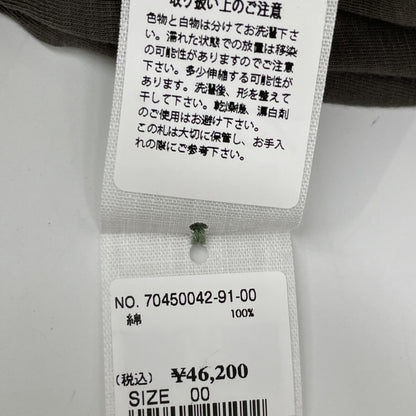 取り扱い上のご注意
色物と白物は分けてお洗濯下さ
い。濡れた状態での放置は移染
の可能性がありますのでご注意
下さい。多少伸縮する可能性が
あります。洗濯後、形を整えて
干して下さい。乾燥機、漂白剤
のご使用はお避け下さい。
この札は大切に保管し、お手入
れの際にご参考下さい。
NO. 70450042-91-00
綿 100%
(税込) ¥46,200
SIZE 00